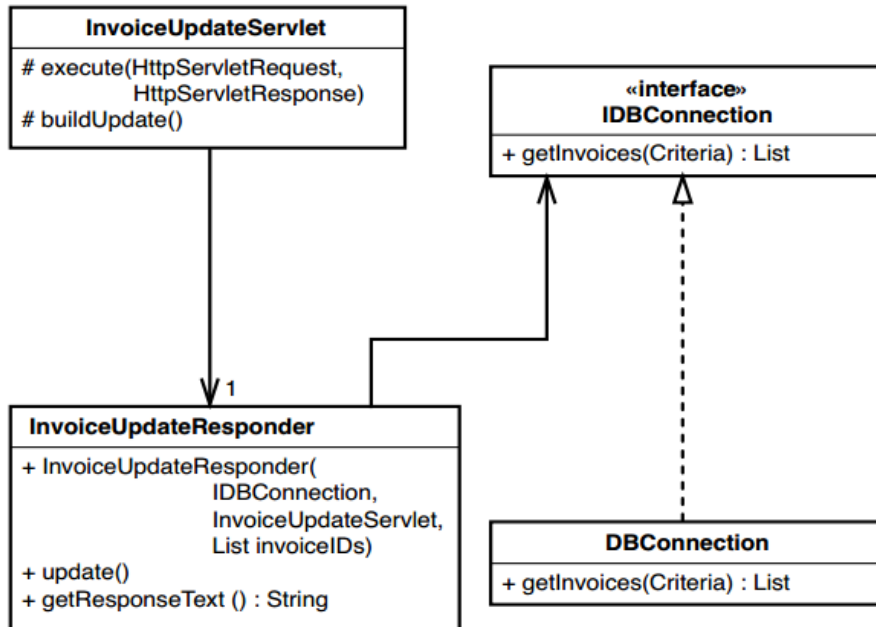 InvoiceUpdateServlet
# execute(HttpServletRequest,
HttpServletResponse)
# buildUpdate()
«interface»
IDBConnection
+ getInvoices(Criteria) : List
1
InvoiceUpdateResponder
+ InvoiceUpdateResponder(
IDBConnection,
InvoiceUpdateServlet,
List invoiceIDs)
+ update()
+ getResponseText () : String
DBConnection
+ getInvoices(Criteria) : List